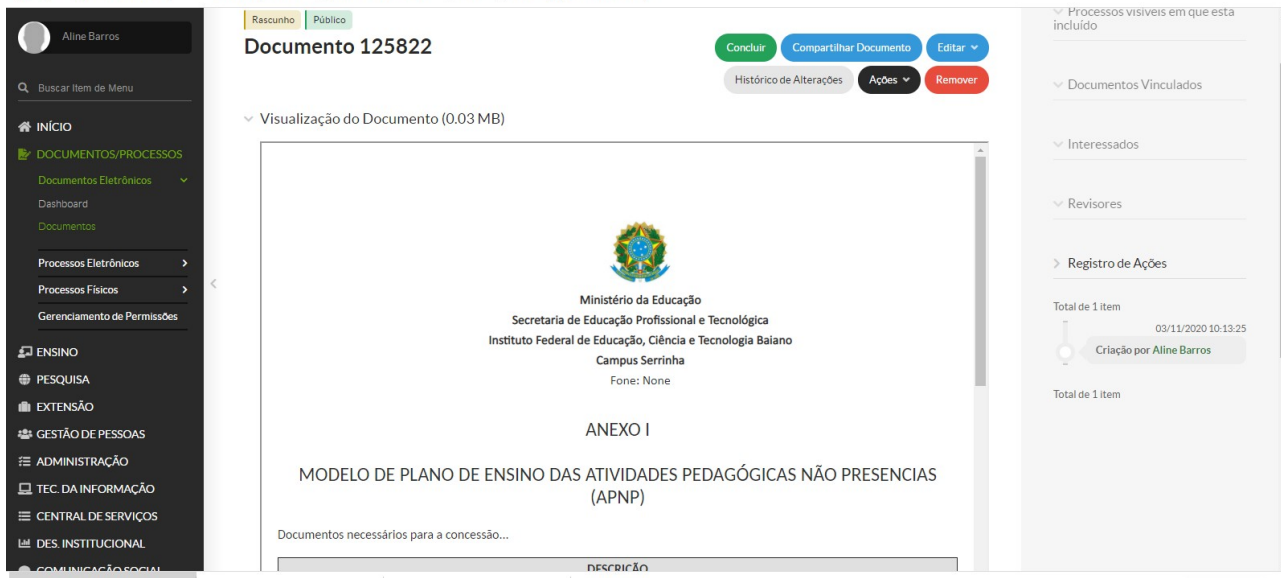 Aline Barros
Buscar Item de Menu
INÍCIO
DOCUMENTOS/PROCESSOS
Documentos Eletrônicos
Dashboard
Documentos
Processos Eletrônicos
Processos Físicos
Gerenciamento de Permissões
ENSINO
PESQUISA
EXTENSÃO
GESTÃO DE PESSOAS
ADMINISTRAÇÃO
TEC. DA INFORMAÇÃO
CENTRAL DE SERVIÇOS
DES. INSTITUCIONAL
COMUNICAÇÃO SOCIAL
Rascunho Público
Documento 125822
Concluir Compartilhar Documento Editar
Histórico de Alterações Ações Remover
Visualização do Documento (0.03 MB)
Ministério da Educação
Secretaria de Educação Profissional e Tecnológica
Instituto Federal de Educação, Ciência e Tecnologia Baiano
Campus Serrinha
Fone: None
ANEXO I
MODELO DE PLANO DE ENSINO DAS ATIVIDADES PEDAGÓGICAS NÃO PRESENCIAS
(APNP)
Documentos necessários para a concessão...
DESCRIÇÃO
Processos visíveis em que esta
incluído
Documentos Vinculados
Interessados
Revisores
Registro de Ações
Total de 1 item
03/11/2020 10:13:25
Criação por Aline Barros
Total de 1 item